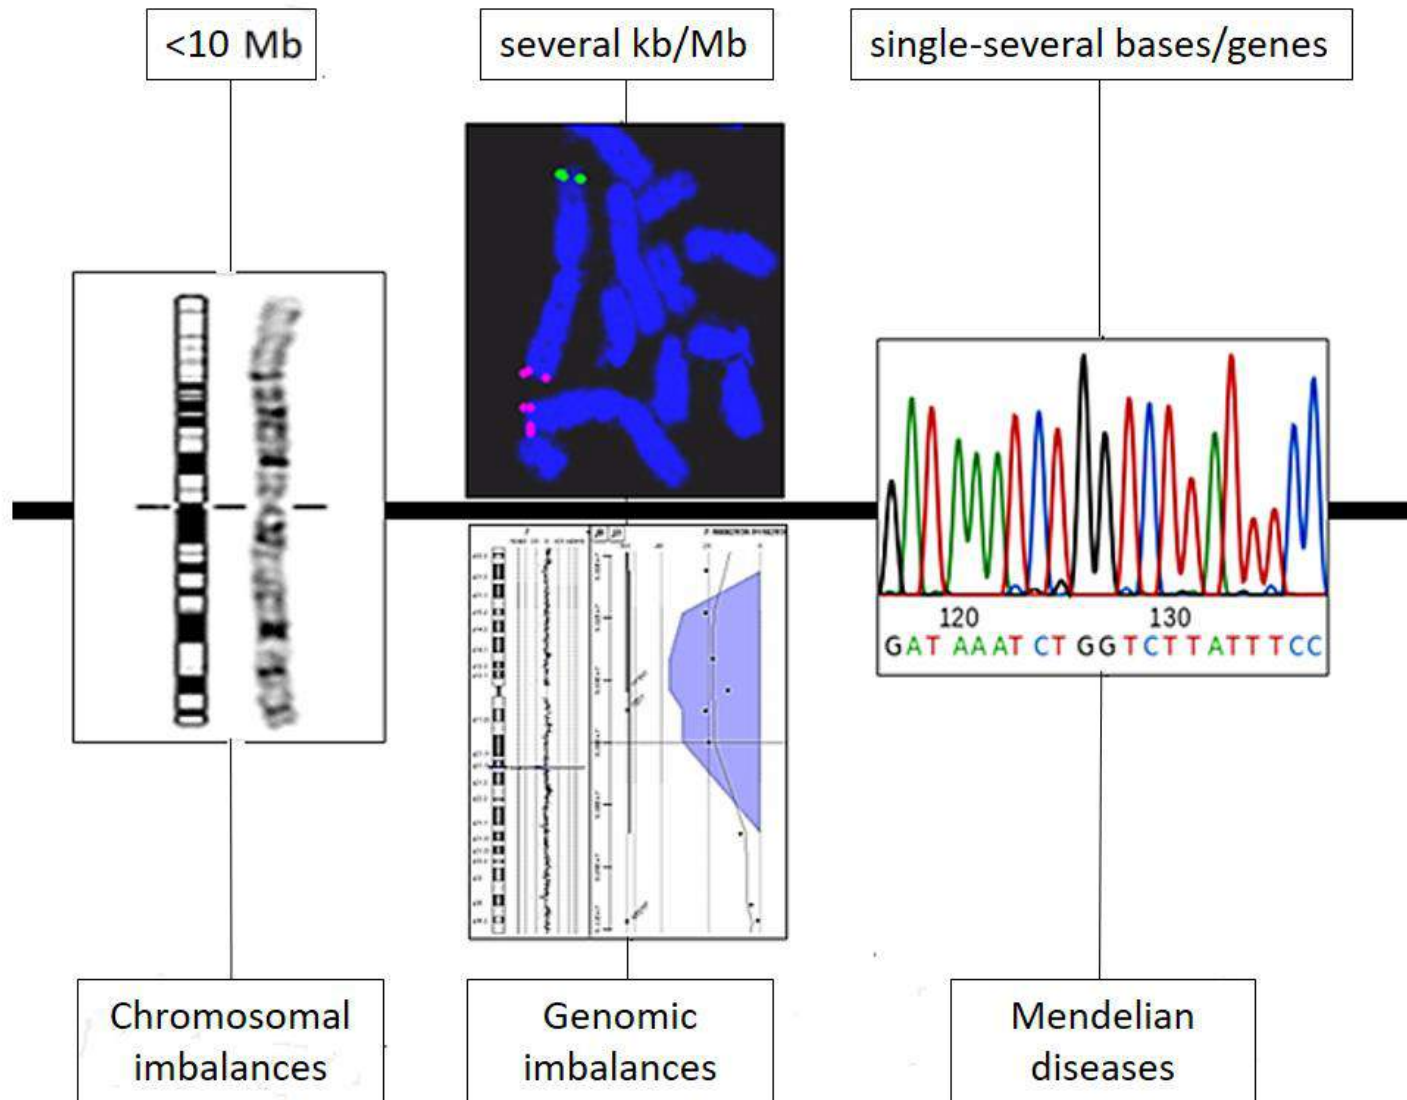 <10 Mb
several kb/Mb
single-several bases/genes
120 130
GAT AAAT CT GGTCTTATTTCC
Chromosomal
imbalances
Genomic
imbalances
Mendelian
diseases